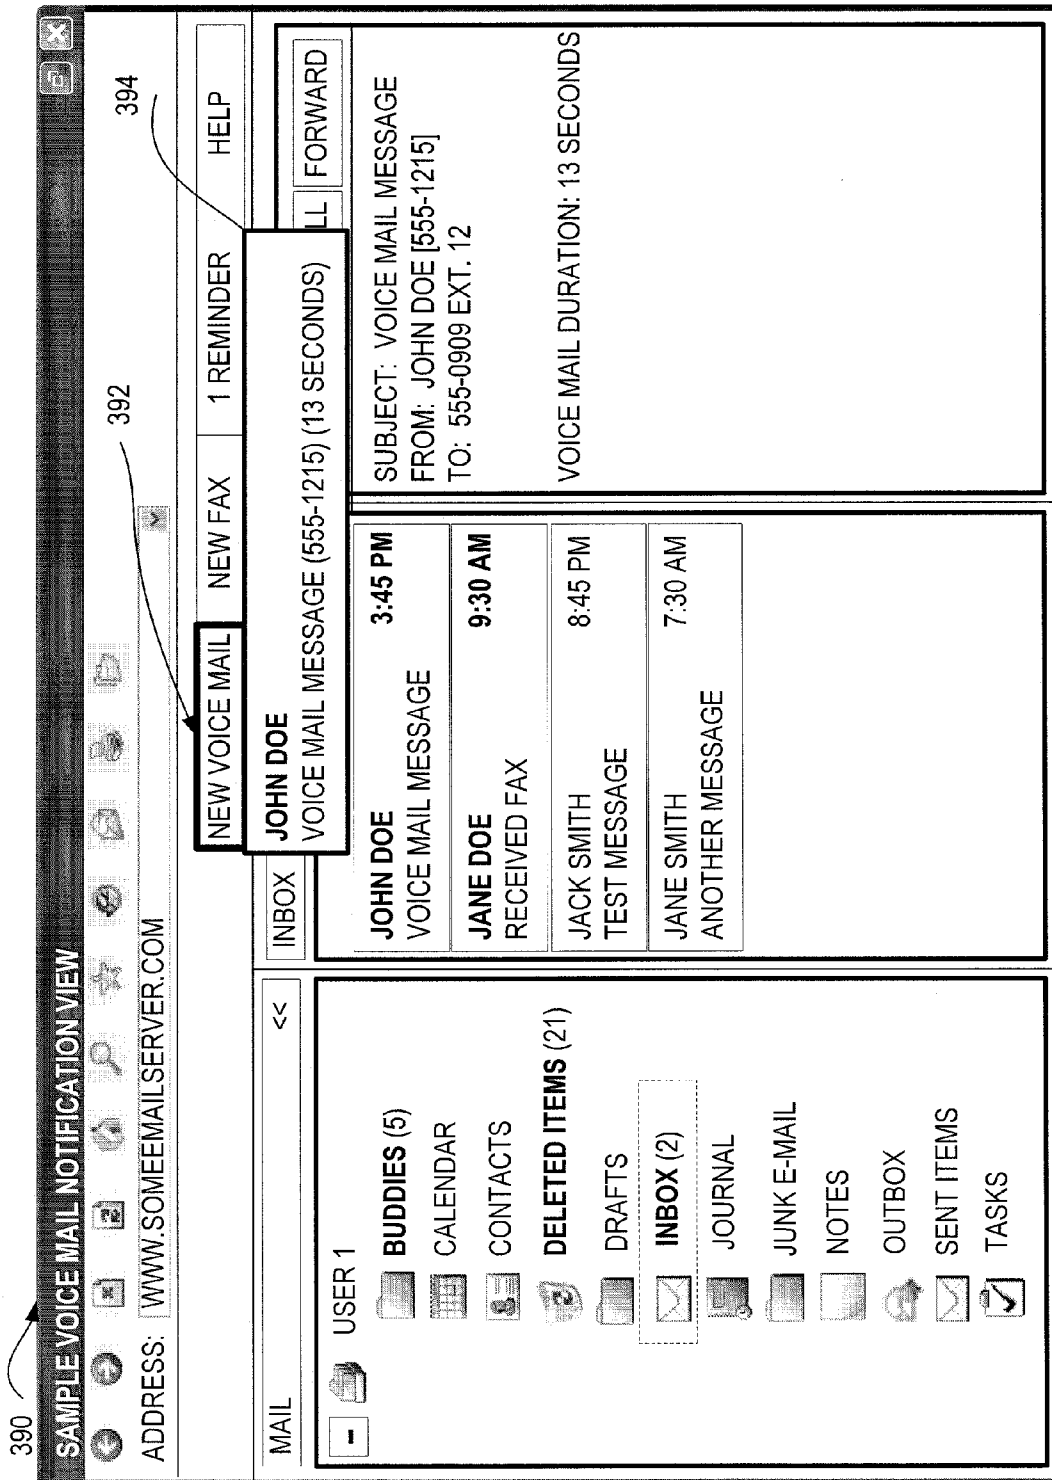 390
SAMPLE VOICE MAIL NOTIFICATION VIEW
ADDRESS: WWW.SOMEEMAILSERVER.COM
392
394
NEW VOICE MAIL
NEW FAX
1 REMINDER
HELP
JOHN DOE
VOICE MAIL MESSAGE (555-1215) (13 SECONDS)
MAIL <<
USER 1
BUDDIES (5)
CALENDAR
CONTACTS
DELETED ITEMS (21)
DRAFTS
INBOX (2)
JOURNAL
JUNK E-MAIL
NOTES
OUTBOX
SENT ITEMS
TASKS
INBOX
JOHN DOE 3:45 PM
VOICE MAIL MESSAGE
JANE DOE 9:30 AM
RECEIVED FAX
JACK SMITH 8:45 PM
TEST MESSAGE
JANE SMITH 7:30 AM
ANOTHER MESSAGE
LL
FORWARD
SUBJECT: VOICE MAIL MESSAGE
FROM: JOHN DOE [555-1215]
TO: 555-0909 EXT. 12
VOICE MAIL DURATION: 13 SECONDS